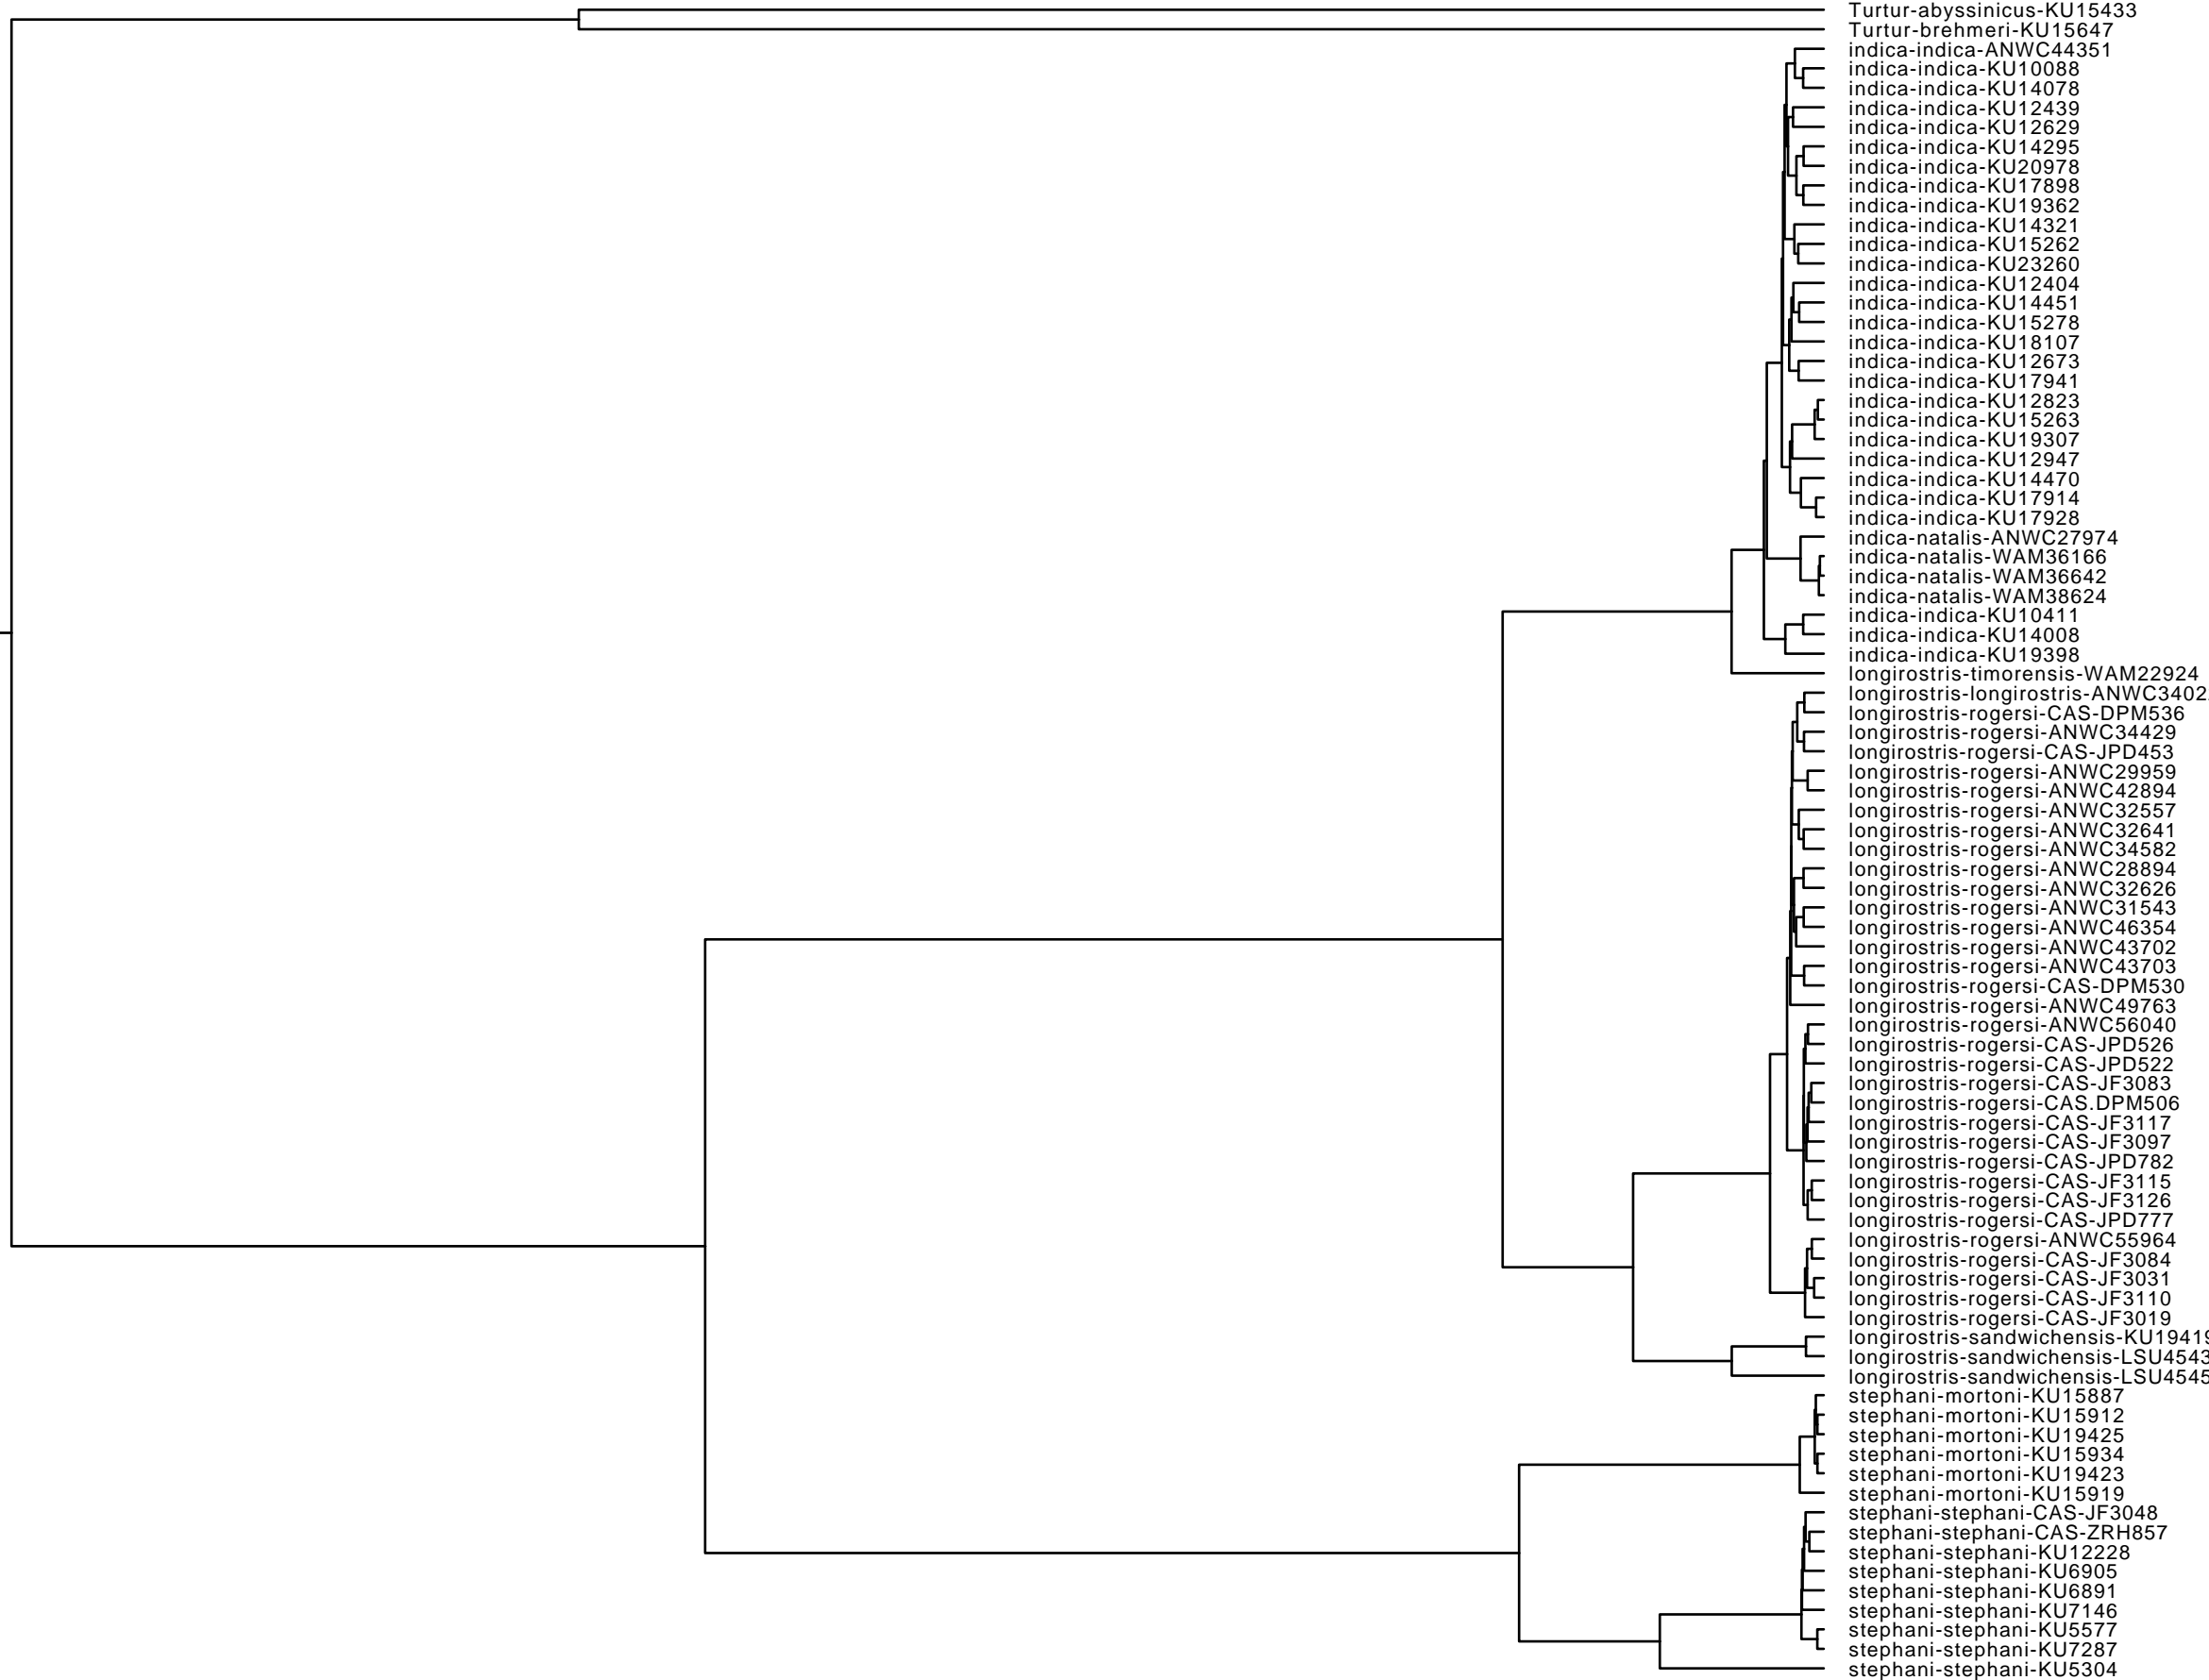 Turtur-abyssinicus-KU15433
Turtur-brehmeri-KU15647
indica-indica-ANWC44351
indica-indica-KU10088
indica-indica-KU14078
indica-indica-KU12439
indica-indica-KU12629
indica-indica-KU14295
indica-indica-KU20978
indica-indica-KU17898
indica-indica-KU19362
indica-indica-KU14321
indica-indica-KU15262
indica-indica-KU23260
indica-indica-KU12404
indica-indica-KU14451
indica-indica-KU15278
indica-indica-KU18107
indica-indica-KU12673
indica-indica-KU17941
indica-indica-KU12823
indica-indica-KU15263
indica-indica-KU19307
indica-indica-KU12947
indica-indica-KU14470
indica-indica-KU17914
indica-indica-KU17928
indica-natalis-ANWC27974
indica-natalis-WAM36166
indica-natalis-WAM36642
indica-natalis-WAM38624
indica-indica-KU10411
indica-indica-KU14008
indica-indica-KU19398
longirostris-timorensis-WAM22924
longirostris-longirostris-ANWC3402
longirostris-rogersi-CAS-DPM536
longirostris-rogersi-ANWC34429
longirostris-rogersi-CAS-JPD453
longirostris-rogersi-ANWC29959
longirostris-rogersi-ANWC42894
longirostris-rogersi-ANWC32557
longirostris-rogersi-ANWC32641
longirostris-rogersi-ANWC34582
longirostris-rogersi-ANWC28894
longirostris-rogersi-ANWC32626
longirostris-rogersi-ANWC31543
longirostris-rogersi-ANWC46354
longirostris-rogersi-ANWC43702
longirostris-rogersi-ANWC43703
longirostris-rogersi-CAS-DPM530
longirostris-rogersi-ANWC49763
longirostris-rogersi-ANWC56040
longirostris-rogersi-CAS-JPD526
longirostris-rogersi-CAS-JPD522
longirostris-rogersi-CAS-JF3083
longirostris-rogersi-CAS.DPM506
longirostris-rogersi-CAS-JF3117
longirostris-rogersi-CAS-JF3097
longirostris-rogersi-CAS-JPD782
longirostris-rogersi-CAS-JF3115
longirostris-rogersi-CAS-JF3126
longirostris-rogersi-CAS-JPD777
longirostris-rogersi-ANWC55964
longirostris-rogersi-CAS-JF3084
longirostris-rogersi-CAS-JF3031
longirostris-rogersi-CAS-JF3110
longirostris-rogersi-CAS-JF3019
longirostris-sandwichensis-KU19419
longirostris-sandwichensis-LSU4543
longirostris-sandwichensis-LSU4545
stephani-mortoni-KU15887
stephani-mortoni-KU15912
stephani-mortoni-KU19425
stephani-mortoni-KU15934
stephani-mortoni-KU19423
stephani-mortoni-KU15919
stephani-stephani-CAS-JF3048
stephani-stephani-CAS-ZRH857
stephani-stephani-KU12228
stephani-stephani-KU6905
stephani-stephani-KU6891
stephani-stephani-KU7146
stephani-stephani-KU5577
stephani-stephani-KU7287
stephani-stephani-KU5304